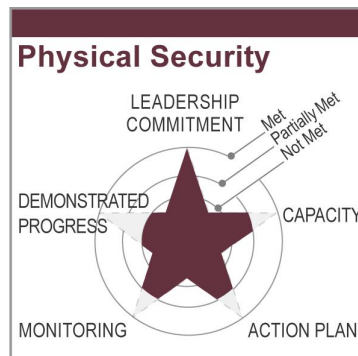 Physical Security
LEADERSHIP
COMMITMENT
Met
Partially Met
Not Met
DEMONSTRATED
PROGRESS
CAPACITY
MONITORING
ACTION PLAN